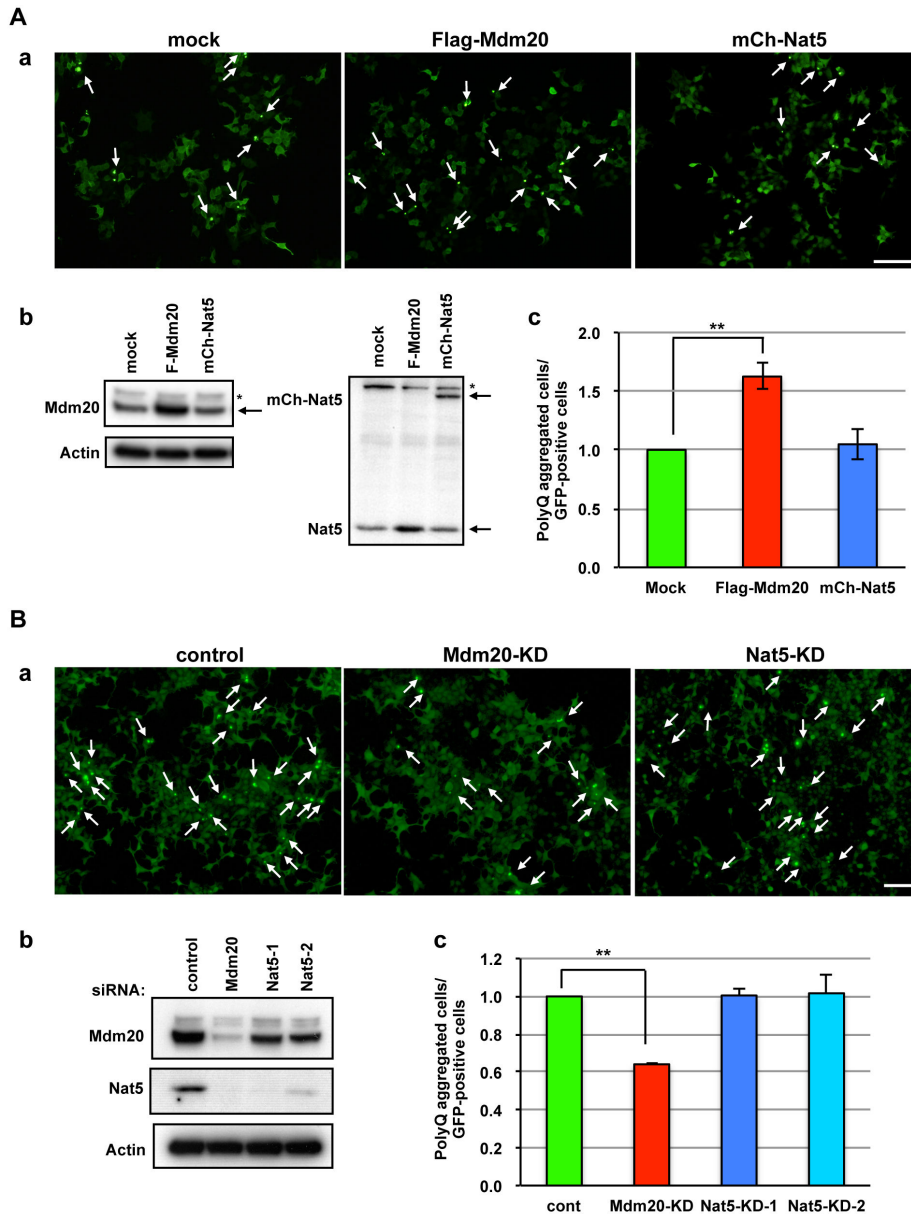 A
mock
Flag-Mdm20
mCh-Nat5
a
b
mock
F-Mdm20
mCh-Nat5
Mdm20
*
Actin
mock
F-Mdm20
mCh-Nat5
mCh-Nat5
*
Nat5
c
PolyQ aggregated cells/
GFP-positive cells
2.0
1.5
1.0
0.5
0.0
**
Mock
Flag-Mdm20
mCh-Nat5
B
control
Mdm20-KD
Nat5-KD
a
b
siRNA:
control
Mdm20
Nat5-1
Nat5-2
Mdm20
Nat5
Actin
c
PolyQ aggregated cells/
GFP-positive cells
1.2
1.0
0.8
0.6
0.4
0.2
0.0
**
cont
Mdm20-KD
Nat5-KD-1
Nat5-KD-2